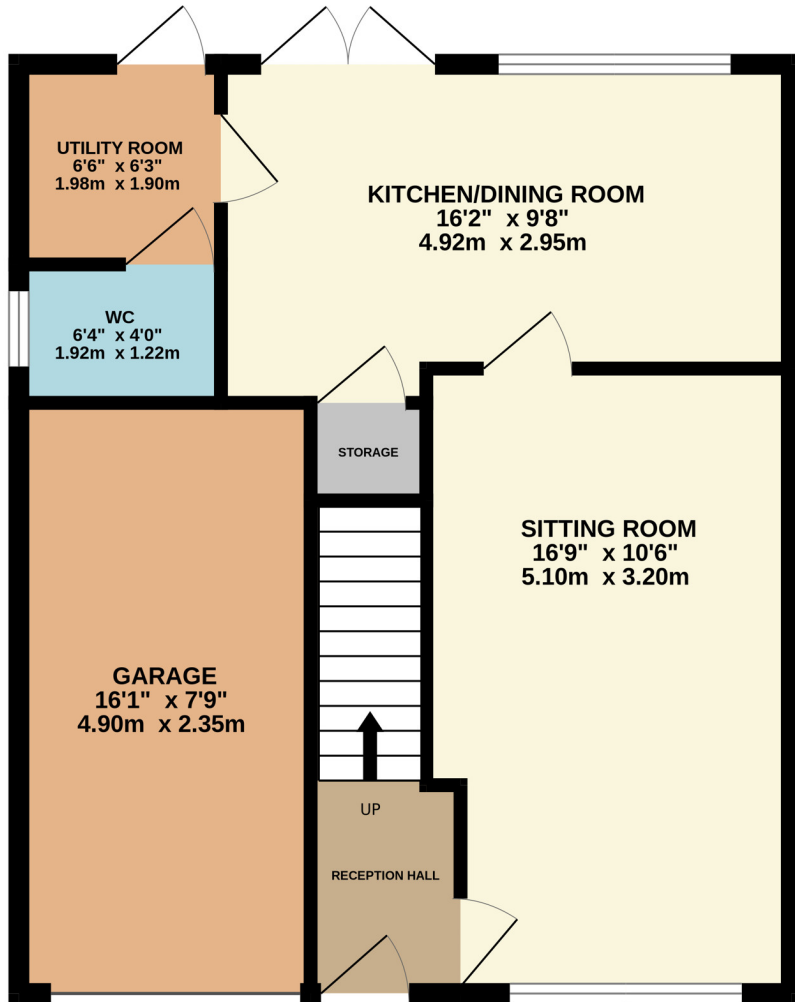 UTILITY ROOM
6'6" x 6'3"
1.98m x 1.90m
KITCHEN/DINING ROOM
16'2" x 9'8"
4.92m x 2.95m
WC
6'4" x 4'0"
1.92m x 1.22m
STORAGE
SITTING ROOM
16'9" x 10'6"
5.10m x 3.20m
GARAGE
16'1" x 7'9"
4.90m x 2.35m
UP
RECEPTION HALL